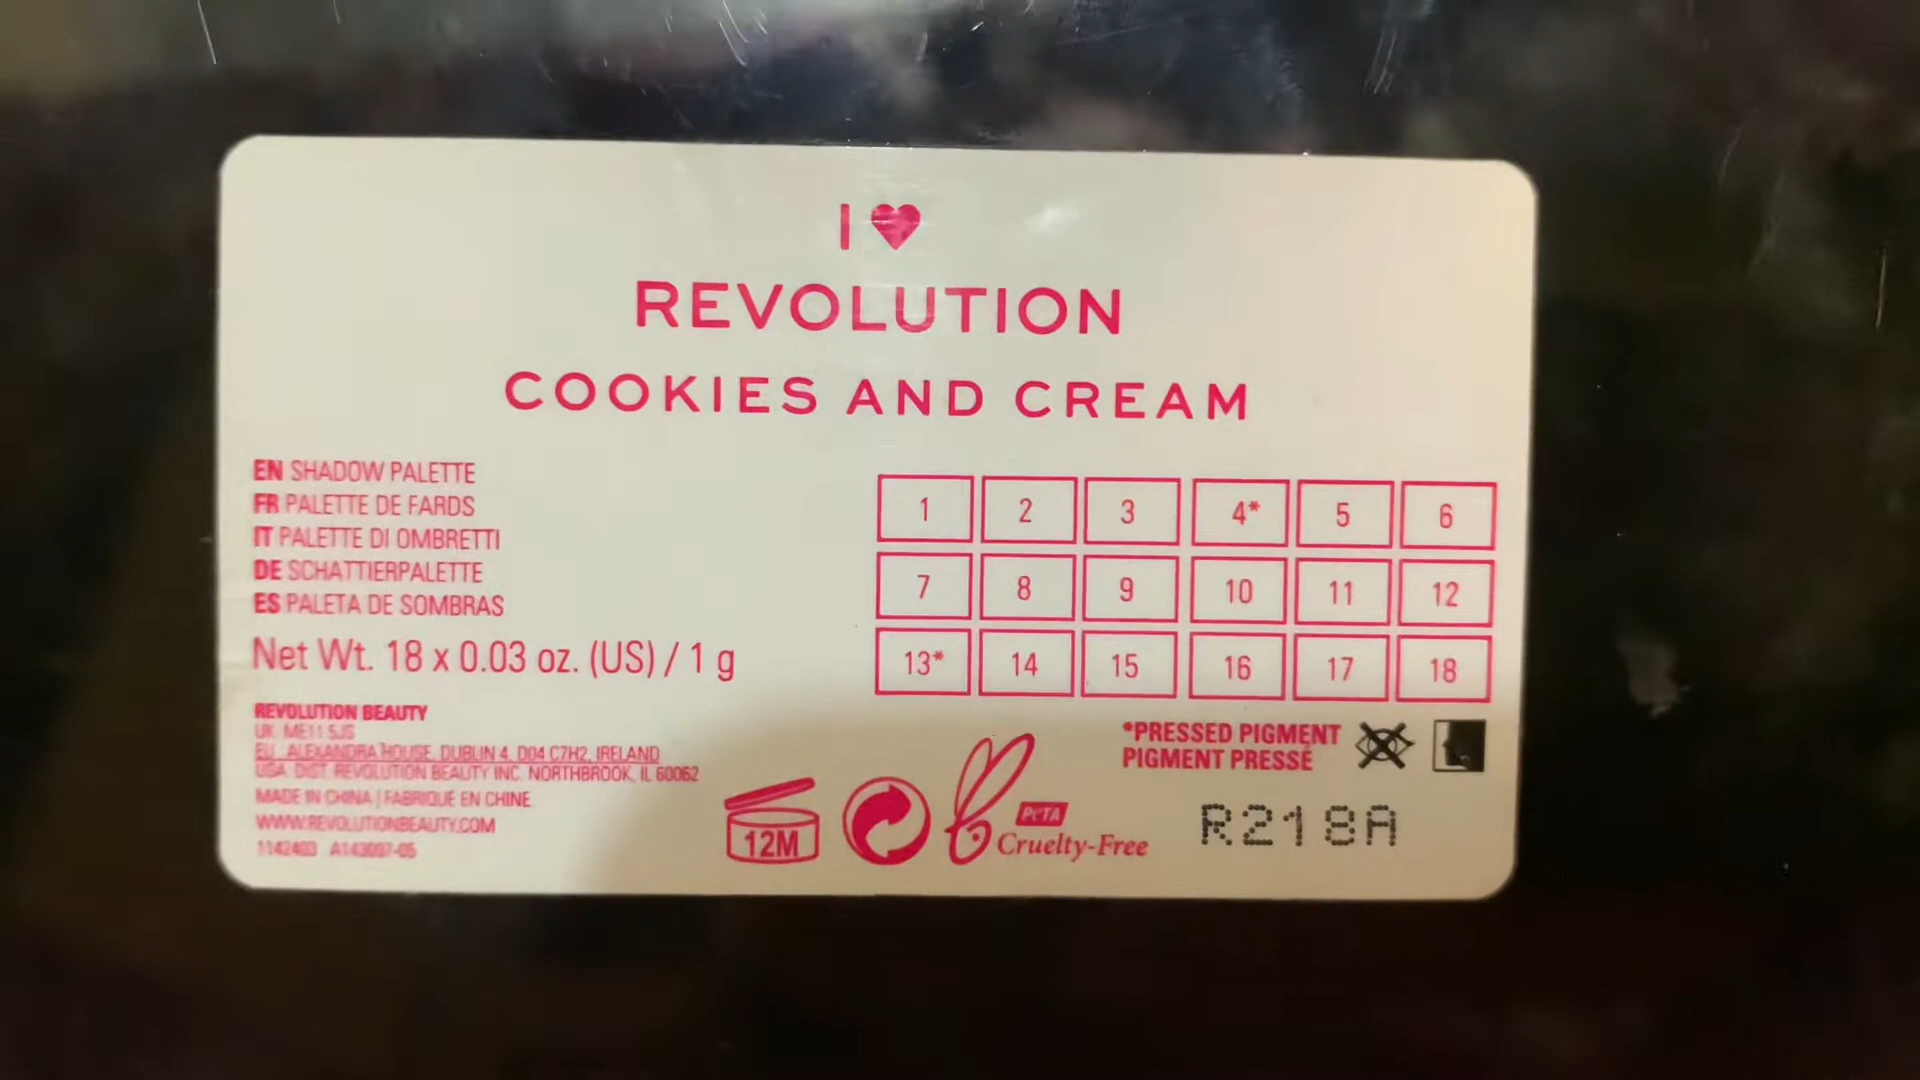 I ♥
REVOLUTION
COOKIES AND CREAM
EN SHADOW PALETTE
FR PALETTE DE FARDS
IT PALETTE DI OMBRETTI
DE SCHATTIERPALETTE
ES PALETA DE SOMBRAS
Net Wt. 18 x 0.03 oz. (US) / 1 g
REVOLUTION BEAUTY
UK. ME11 5JS
EU. ALEXANDRA HOUSE, DUBLIN 4, D04 C7H2, IRELAND
USA. DIST. REVOLUTION BEAUTY INC. NORTHBROOK, IL 60062
MADE IN CHINA | FABRIQUÉ EN CHINE
WWW.REVOLUTIONBEAUTY.COM
1 2 3 4* 5 6
7 8 9 10 11 12
13* 14 15 16 17 18
*PRESSED PIGMENT
PIGMENT PRESSÉ
12M
PETA
Cruelty-Free
R218A